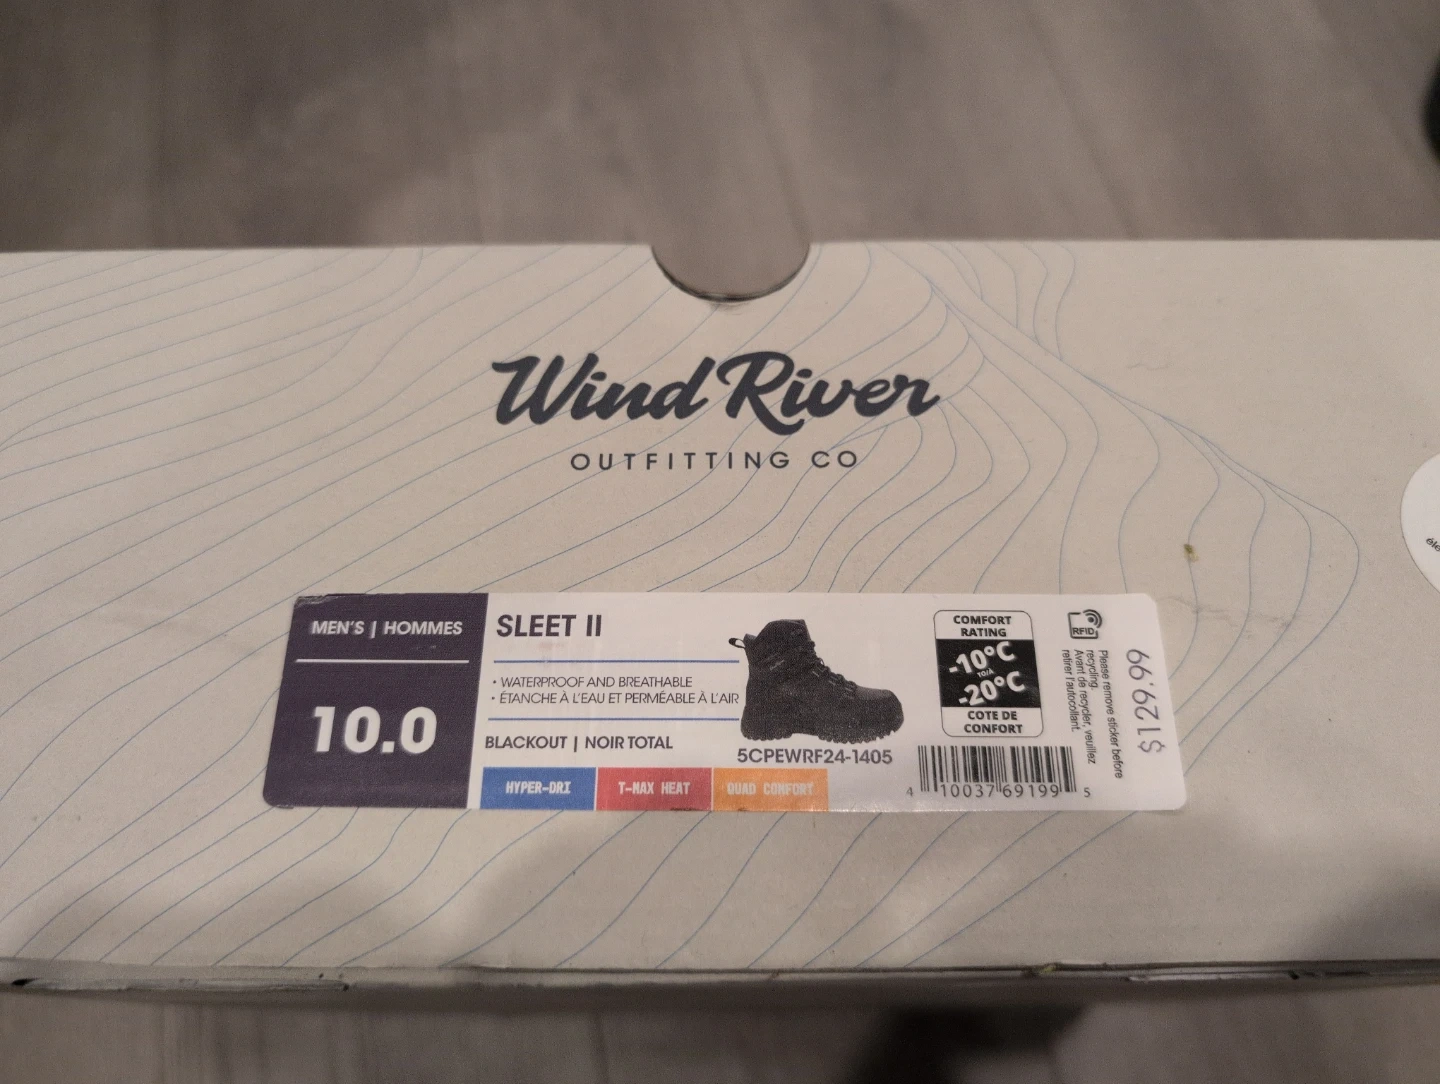 Wind River
OUTFITTING CO
MEN'S | HOMMES
10.0
SLEET II
• WATERPROOF AND BREATHABLE
• ÉTANCHE À L'EAU ET PERMÉABLE À L'AIR
BLACKOUT | NOIR TOTAL
HYPER-DRI
T-MAX HEAT
QUAD COMFORT
5CPEWRF24-1405
COMFORT
RATING
-10°C
TO/À
-20°C
COTE DE
CONFORT
RFID
Please remove sticker before
recycling.
Avant de recycler, veuillez
retirer l'autocollant.
$129.99
4 10037 69199 5